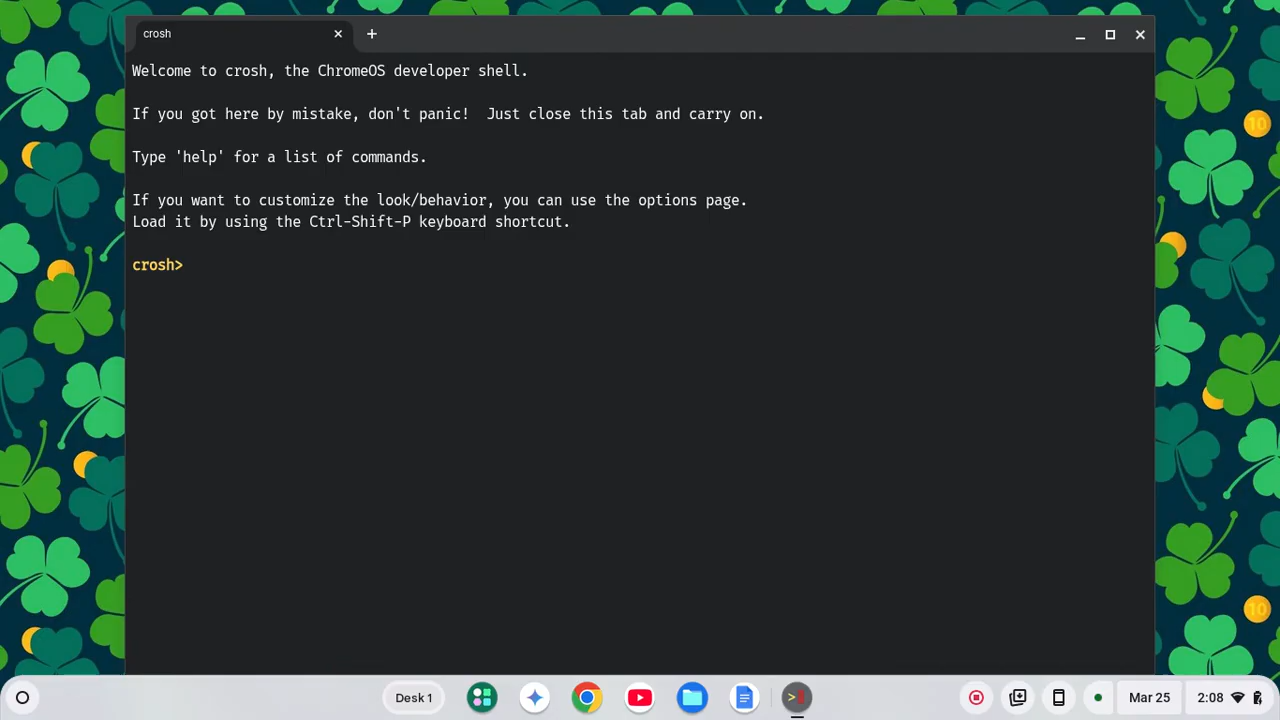 crosh
Welcome to crosh, the ChromeOS developer shell.
If you got here by mistake, don't panic!  Just close this tab and carry on.
Type 'help' for a list of commands.
If you want to customize the look/behavior, you can use the options page.
Load it by using the Ctrl-Shift-P keyboard shortcut.
crosh>
10
10
Desk 1
Mar 25
2:08